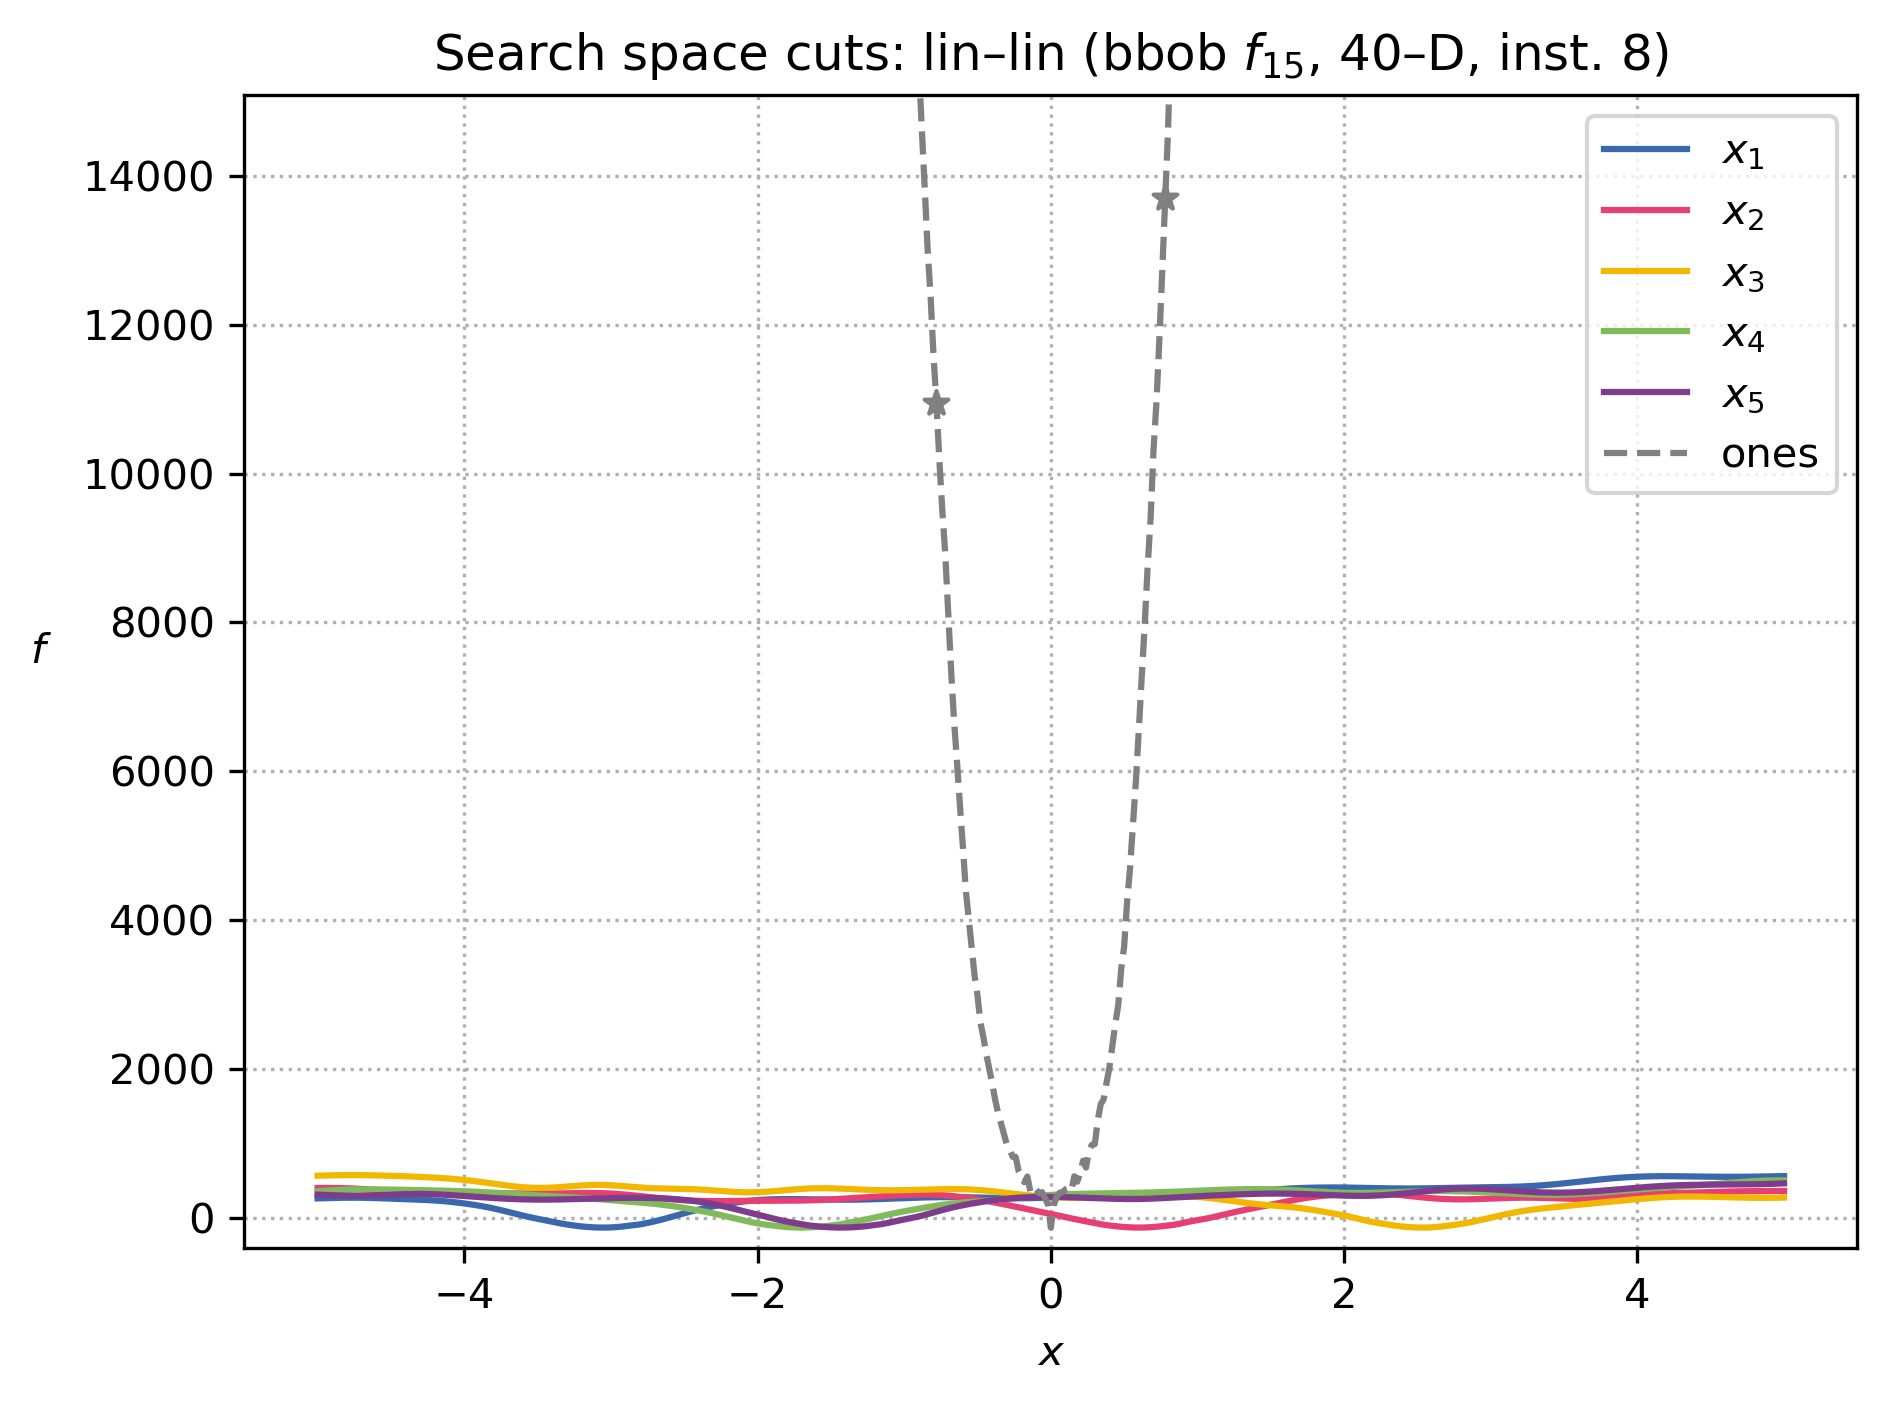 Search space cuts: lin–lin (bbob f₁₅, 40–D, inst. 8)
x₁
x₂
x₃
x₄
x₅
ones
14000
12000
10000
8000
6000
4000
2000
0
f
−4
−2
0
2
4
x